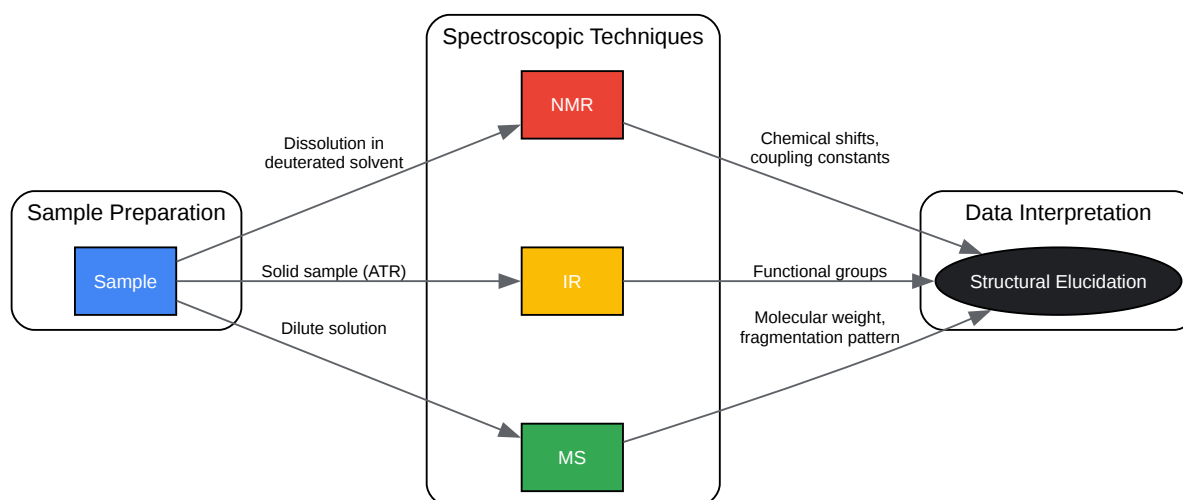 Spectroscopic Techniques
NMR
Dissolution in
deuterated solvent
Chemical shifts,
coupling constants
Sample Preparation
Data Interpretation
Sample
Solid sample (ATR)
IR
Functional groups
Structural Elucidation
Dilute solution
Molecular weight,
fragmentation pattern
MS